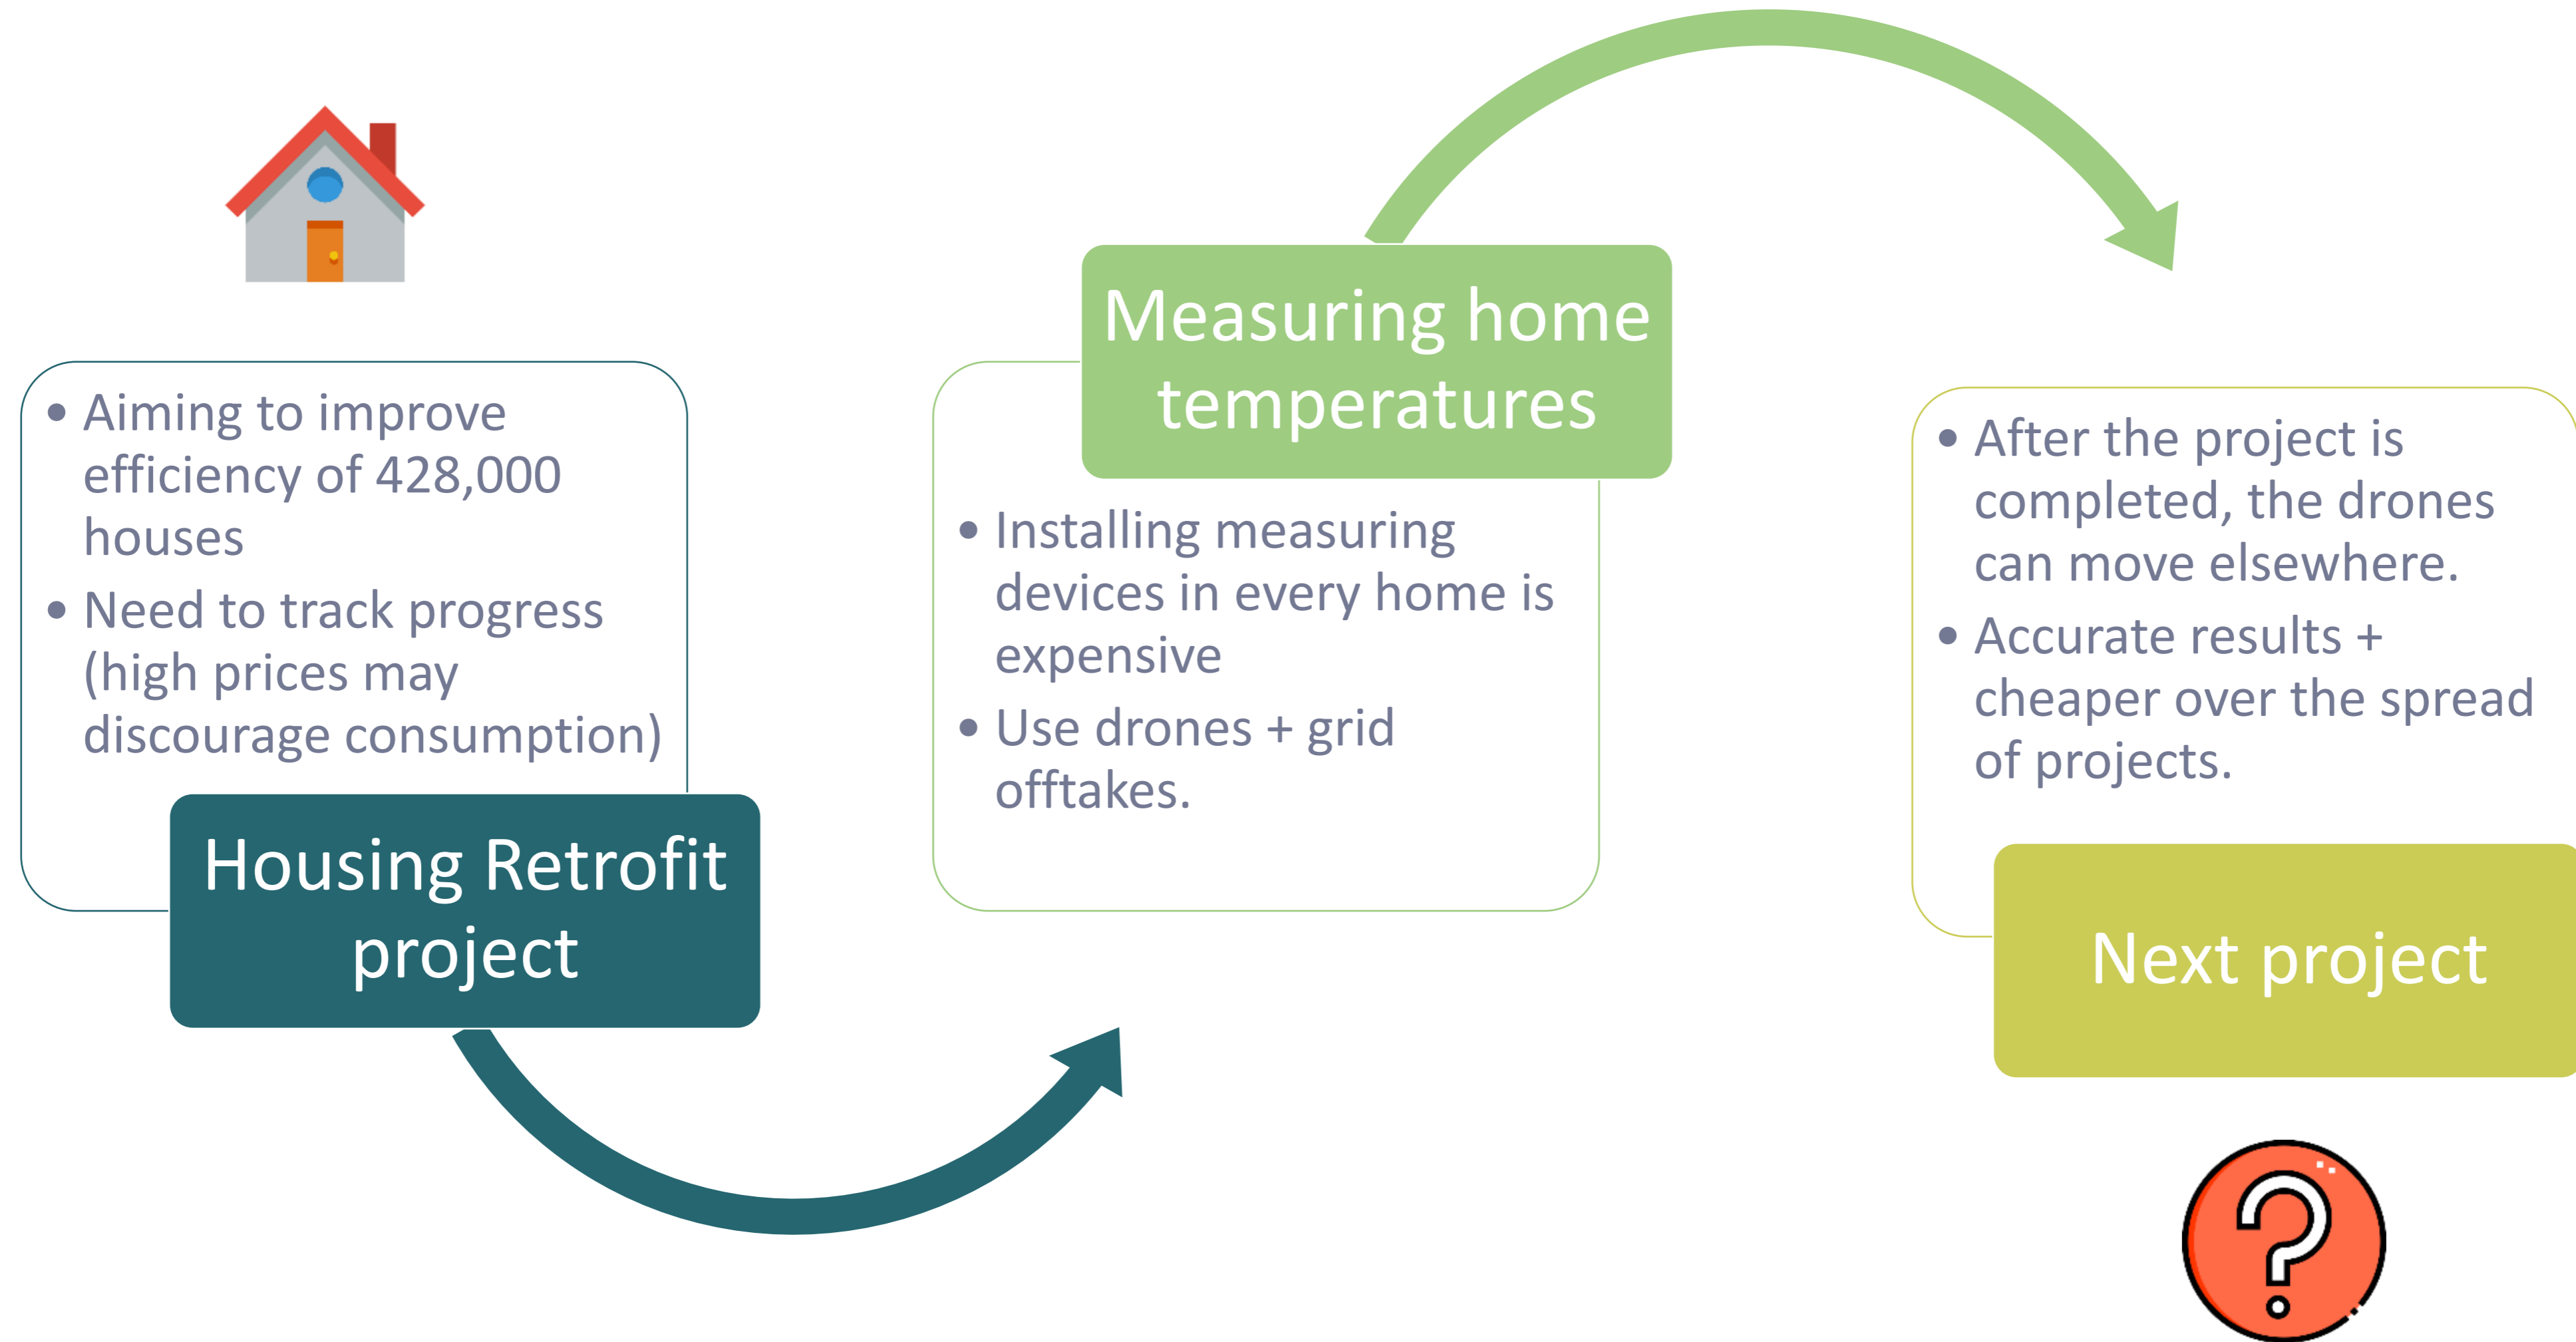 • Aiming to improve
efficiency of 428,000
houses
• Need to track progress
(high prices may
discourage consumption)
Housing Retrofit
project
Measuring home
temperatures
• Installing measuring
devices in every home is
expensive
• Use drones + grid
offtakes.
• After the project is
completed, the drones
can move elsewhere.
• Accurate results +
cheaper over the spread
of projects.
Next project
?